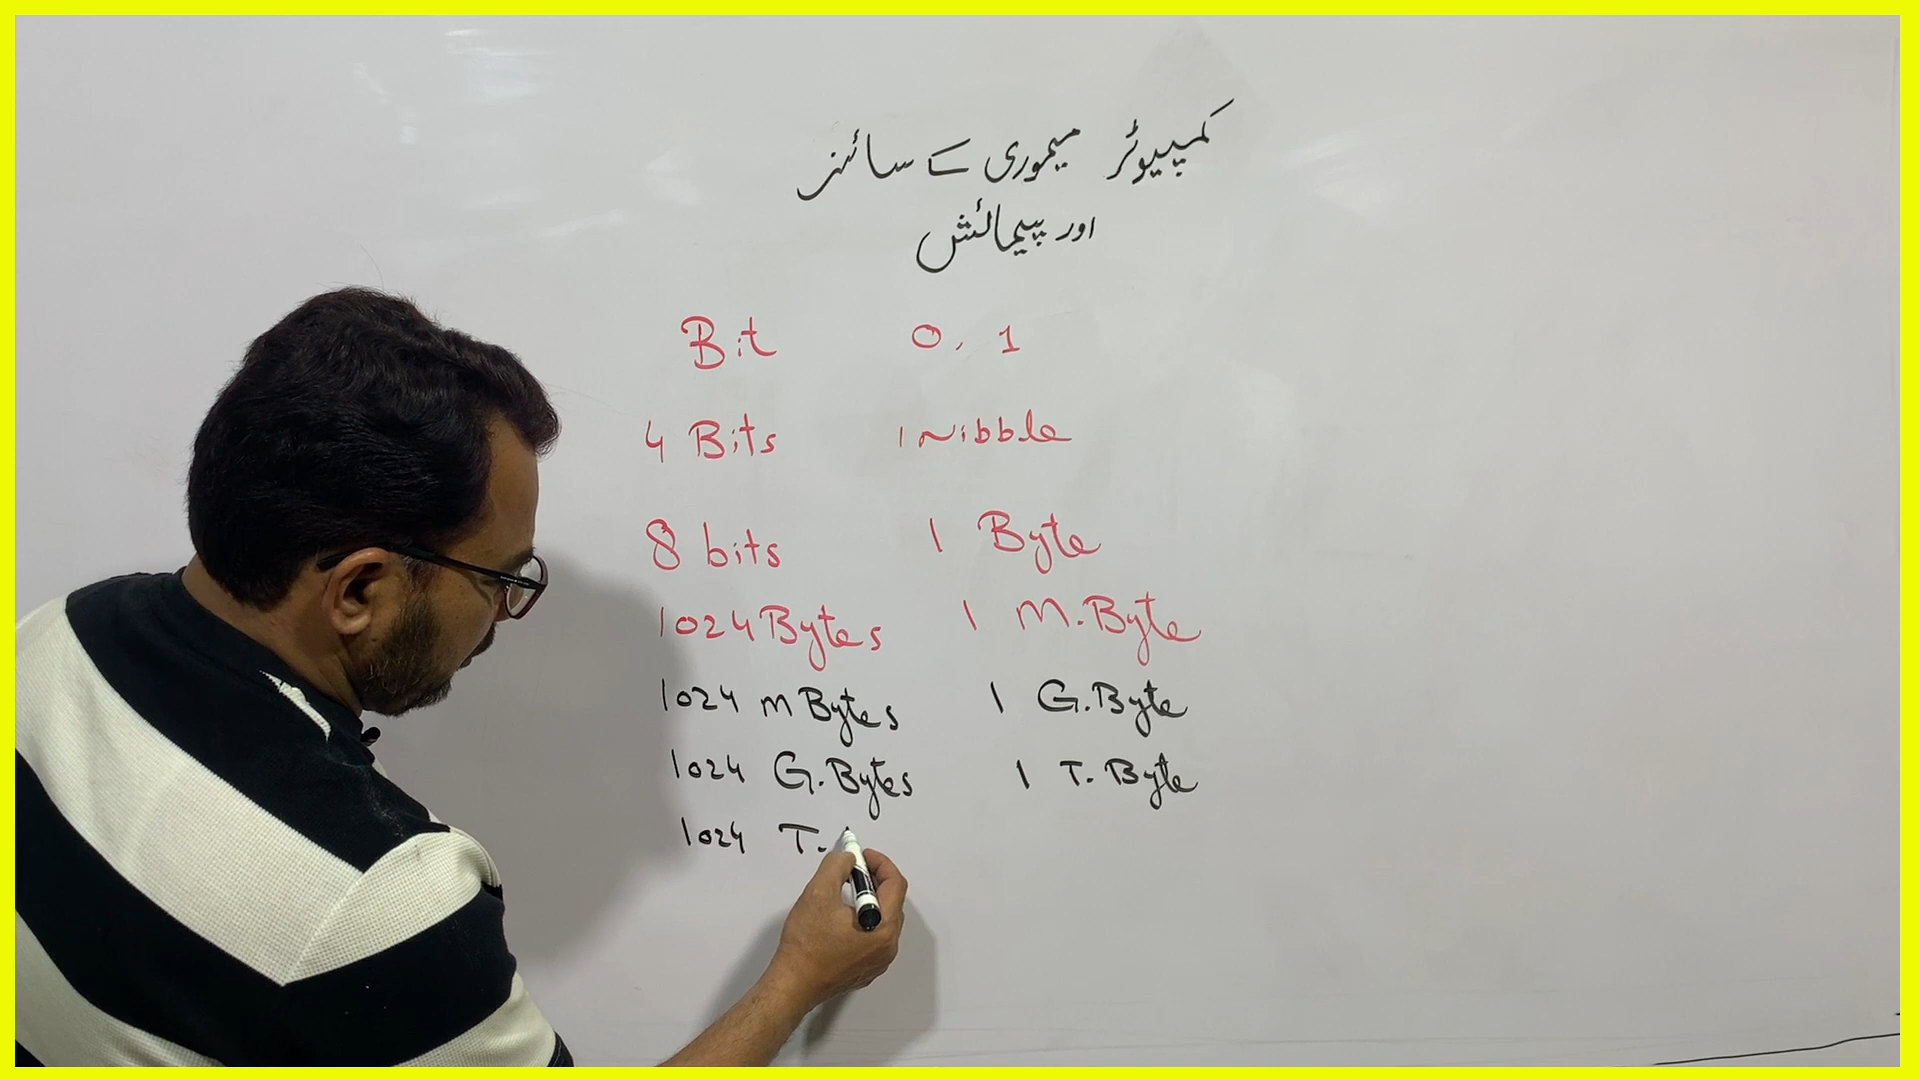 کمپیوٹر میموری کے سائز
اور پیمائش
Bit 0, 1
4 Bits 1 Nibble
8 bits 1 Byte
1024 Bytes 1 M.Byte
1024 M Bytes 1 G.Byte
1024 G.Bytes 1 T.Byte
1024 T.